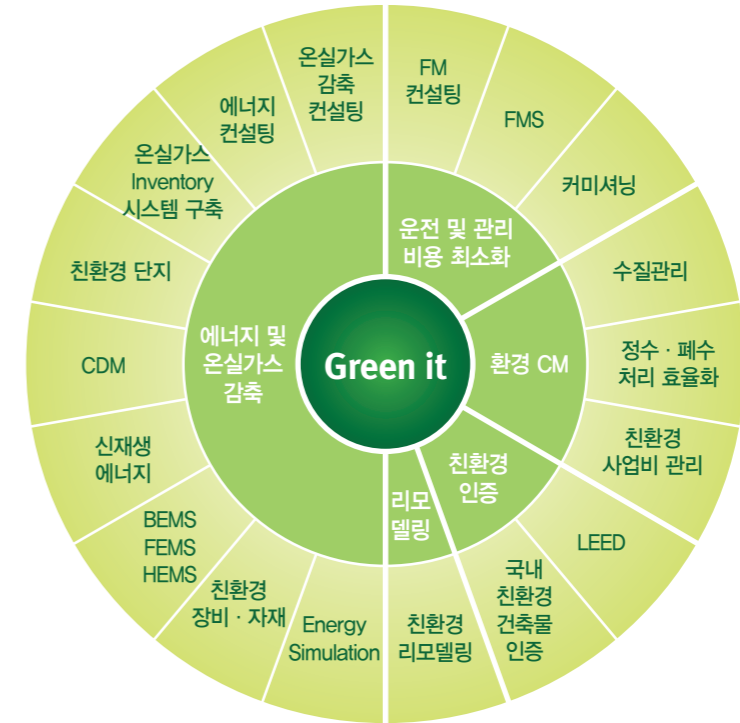 Green it
운전 및 관리
비용 최소화
환경 CM
친환경
인증
리모
델링
에너지 및
온실가스
감축
FM
컨설팅
FMS
커미셔닝
수질관리
정수 · 폐수
처리 효율화
친환경
사업비 관리
LEED
국내
친환경
건축물
인증
친환경
리모델링
Energy
Simulation
친환경
장비 · 자재
BEMS
FEMS
HEMS
신재생
에너지
CDM
친환경 단지
온실가스
Inventory
시스템 구축
에너지
컨설팅
온실가스
감축
컨설팅